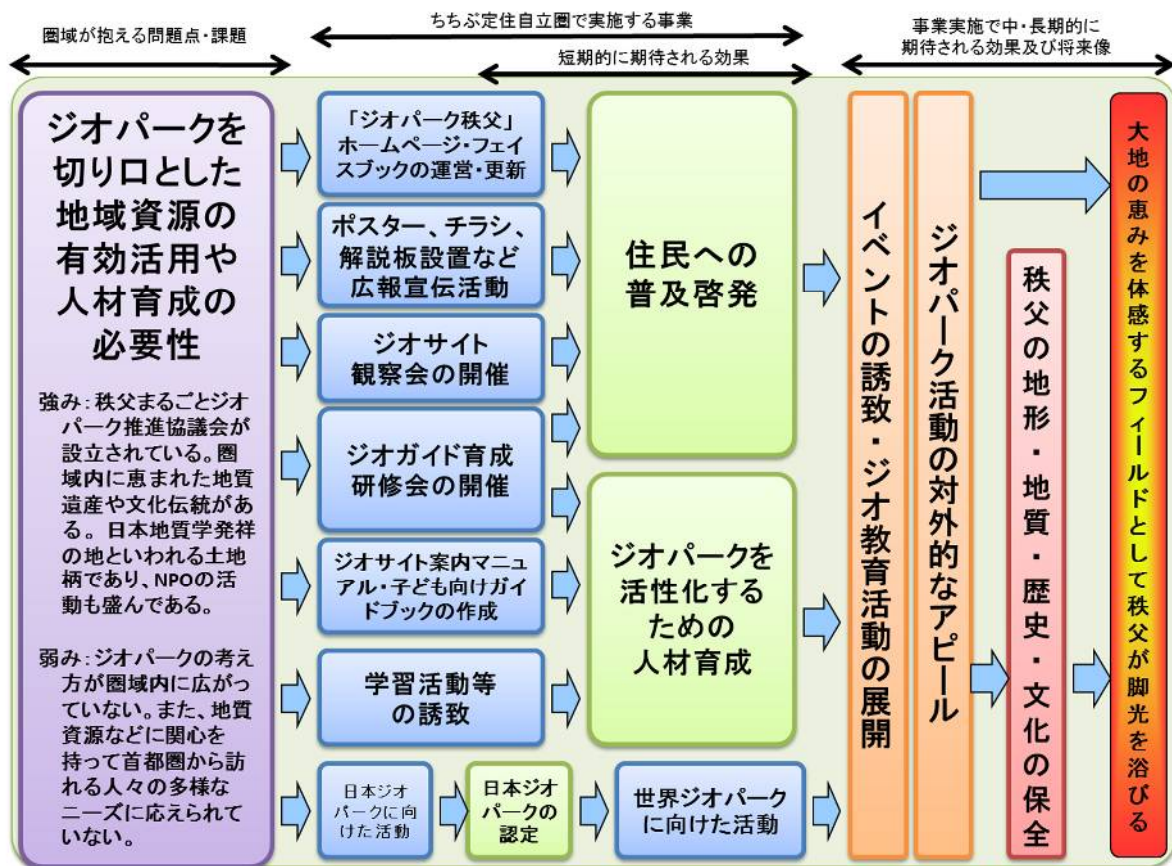 圏域が抱える問題点・課題
ちちぶ定住自立圏で実施する事業
短期的に期待される効果
事業実施で中・長期的に
期待される効果及び将来像
ジオパークを
切り口とした
地域資源の
有効活用や
人材育成の
必要性
強み：秩父まるごとジオ
パーク推進協議会が
設立されている。圏
域内に恵まれた地質
遺産や文化伝統があ
る。日本地質学発祥
の地といわれる土地
柄であり、NPOの活
動も盛んである。
弱み：ジオパークの考え
方が圏域内に広がっ
ていない。また、地質
資源などに関心を
持って首都圏から訪
れる人々の多様な
ニーズに応えられて
いない。
「ジオパーク秩父」
ホームページ・フェイ
スブックの運営・更新
ポスター、チラシ、
解説板設置など
広報宣伝活動
ジオサイト
観察会の開催
ジオガイド育成
研修会の開催
ジオサイト案内マニュ
アル・子ども向けガイ
ドブックの作成
学習活動等
の誘致
日本ジオ
パークに向
けた活動
日本ジオ
パークの
認定
世界ジオパーク
に向けた活動
住民への
普及啓発
ジオパークを
活性化する
ための
人材育成
イベントの誘致・ジオ教育活動の展開
ジオパーク活動の対外的なアピール
秩父の地形・地質・歴史・文化の保全
大地の恵みを体感するフィールドとして秩父が脚光を浴びる